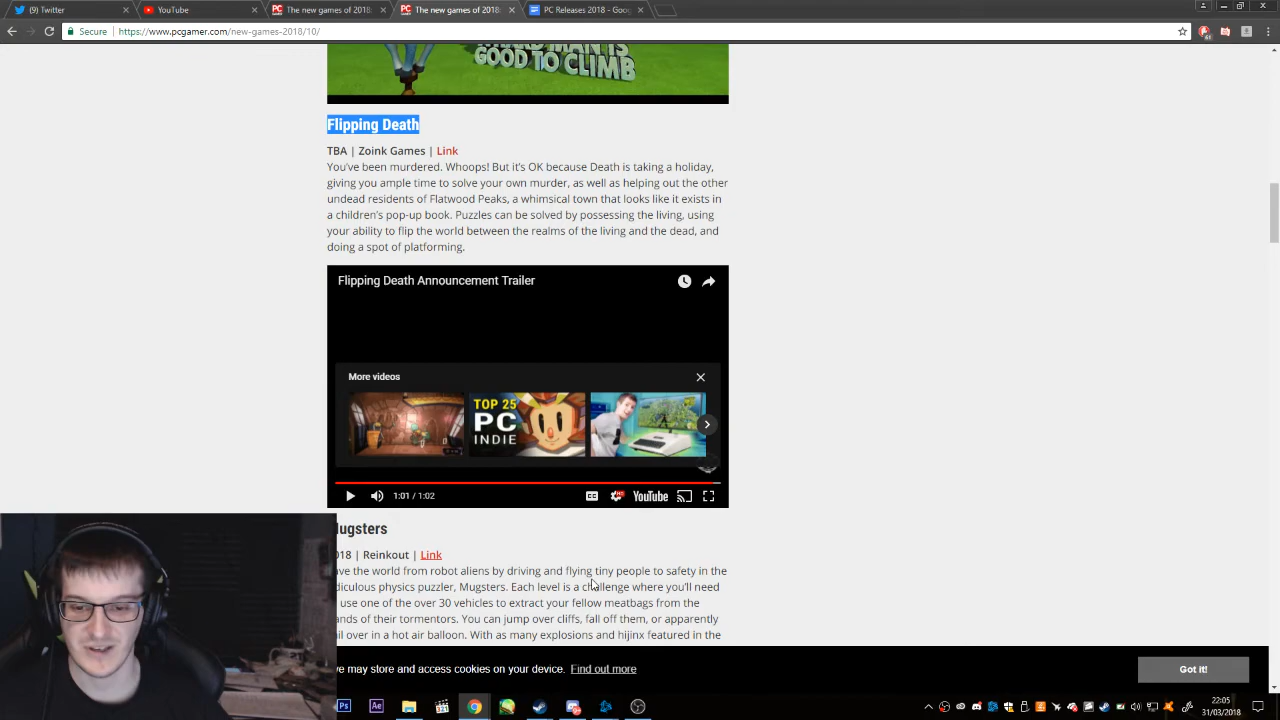 (9) Twitter
YouTube
The new games of 2018:
The new games of 2018:
PC Releases 2018 - Goog
Secure
https://www.pcgamer.com/new-games-2018/10/
GOOD TO CLIMB
Flipping Death
TBA | Zoink Games | Link
You've been murdered. Whoops! But it's OK because Death is taking a holiday,
giving you ample time to solve your own murder, as well as helping out the other
undead residents of Flatwood Peaks, a whimsical town that looks like it exists in
a children's pop-up book. Puzzles can be solved by possessing the living, using
your ability to flip the world between the realms of the living and the dead, and
doing a spot of platforming.
Flipping Death Announcement Trailer
More videos
TOP 25
PC
INDIE
1:01 / 1:02
CC
HD
YouTube
ugsters
018 | Reinkout | Link
ave the world from robot aliens by driving and flying tiny people to safety in the
diculous physics puzzler, Mugsters. Each level is a challenge where you'll need
use one of the over 30 vehicles to extract your fellow meatbags from the
ands of their tormentors. You can jump over cliffs, fall off them, or apparently
ail over in a hot air balloon. With as many explosions and hijinx featured in the
we may store and access cookies on your device. Find out more
Got it!
Ps
Ae
22:05
31/03/2018